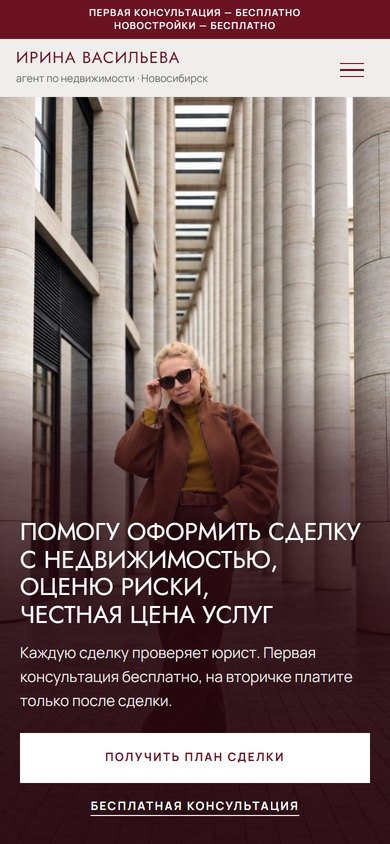 ПЕРВАЯ КОНСУЛЬТАЦИЯ — БЕСПЛАТНО
НОВОСТРОЙКИ — БЕСПЛАТНО
ИРИНА ВАСИЛЬЕВА
агент по недвижимости · Новосибирск
ПОМОГУ ОФОРМИТЬ СДЕЛКУ
С НЕДВИЖИМОСТЬЮ,
ОЦЕНЮ РИСКИ,
ЧЕСТНАЯ ЦЕНА УСЛУГ
Каждую сделку проверяет юрист. Первая
консультация бесплатно, на вторичке платите
только после сделки.
ПОЛУЧИТЬ ПЛАН СДЕЛКИ
БЕСПЛАТНАЯ КОНСУЛЬТАЦИЯ